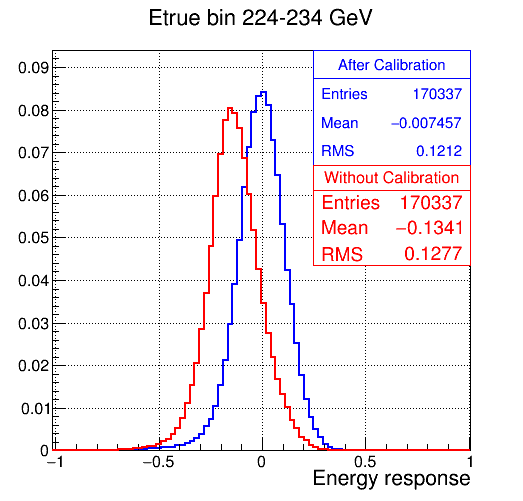 Etrue bin 224-234 GeV
After Calibration
Entries 170337
Mean −0.007457
RMS 0.1212
Without Calibration
Entries 170337
Mean −0.1341
RMS 0.1277
0.09
0.08
0.07
0.06
0.05
0.04
0.03
0.02
0.01
0
−1 −0.5 0 0.5 1
Energy response